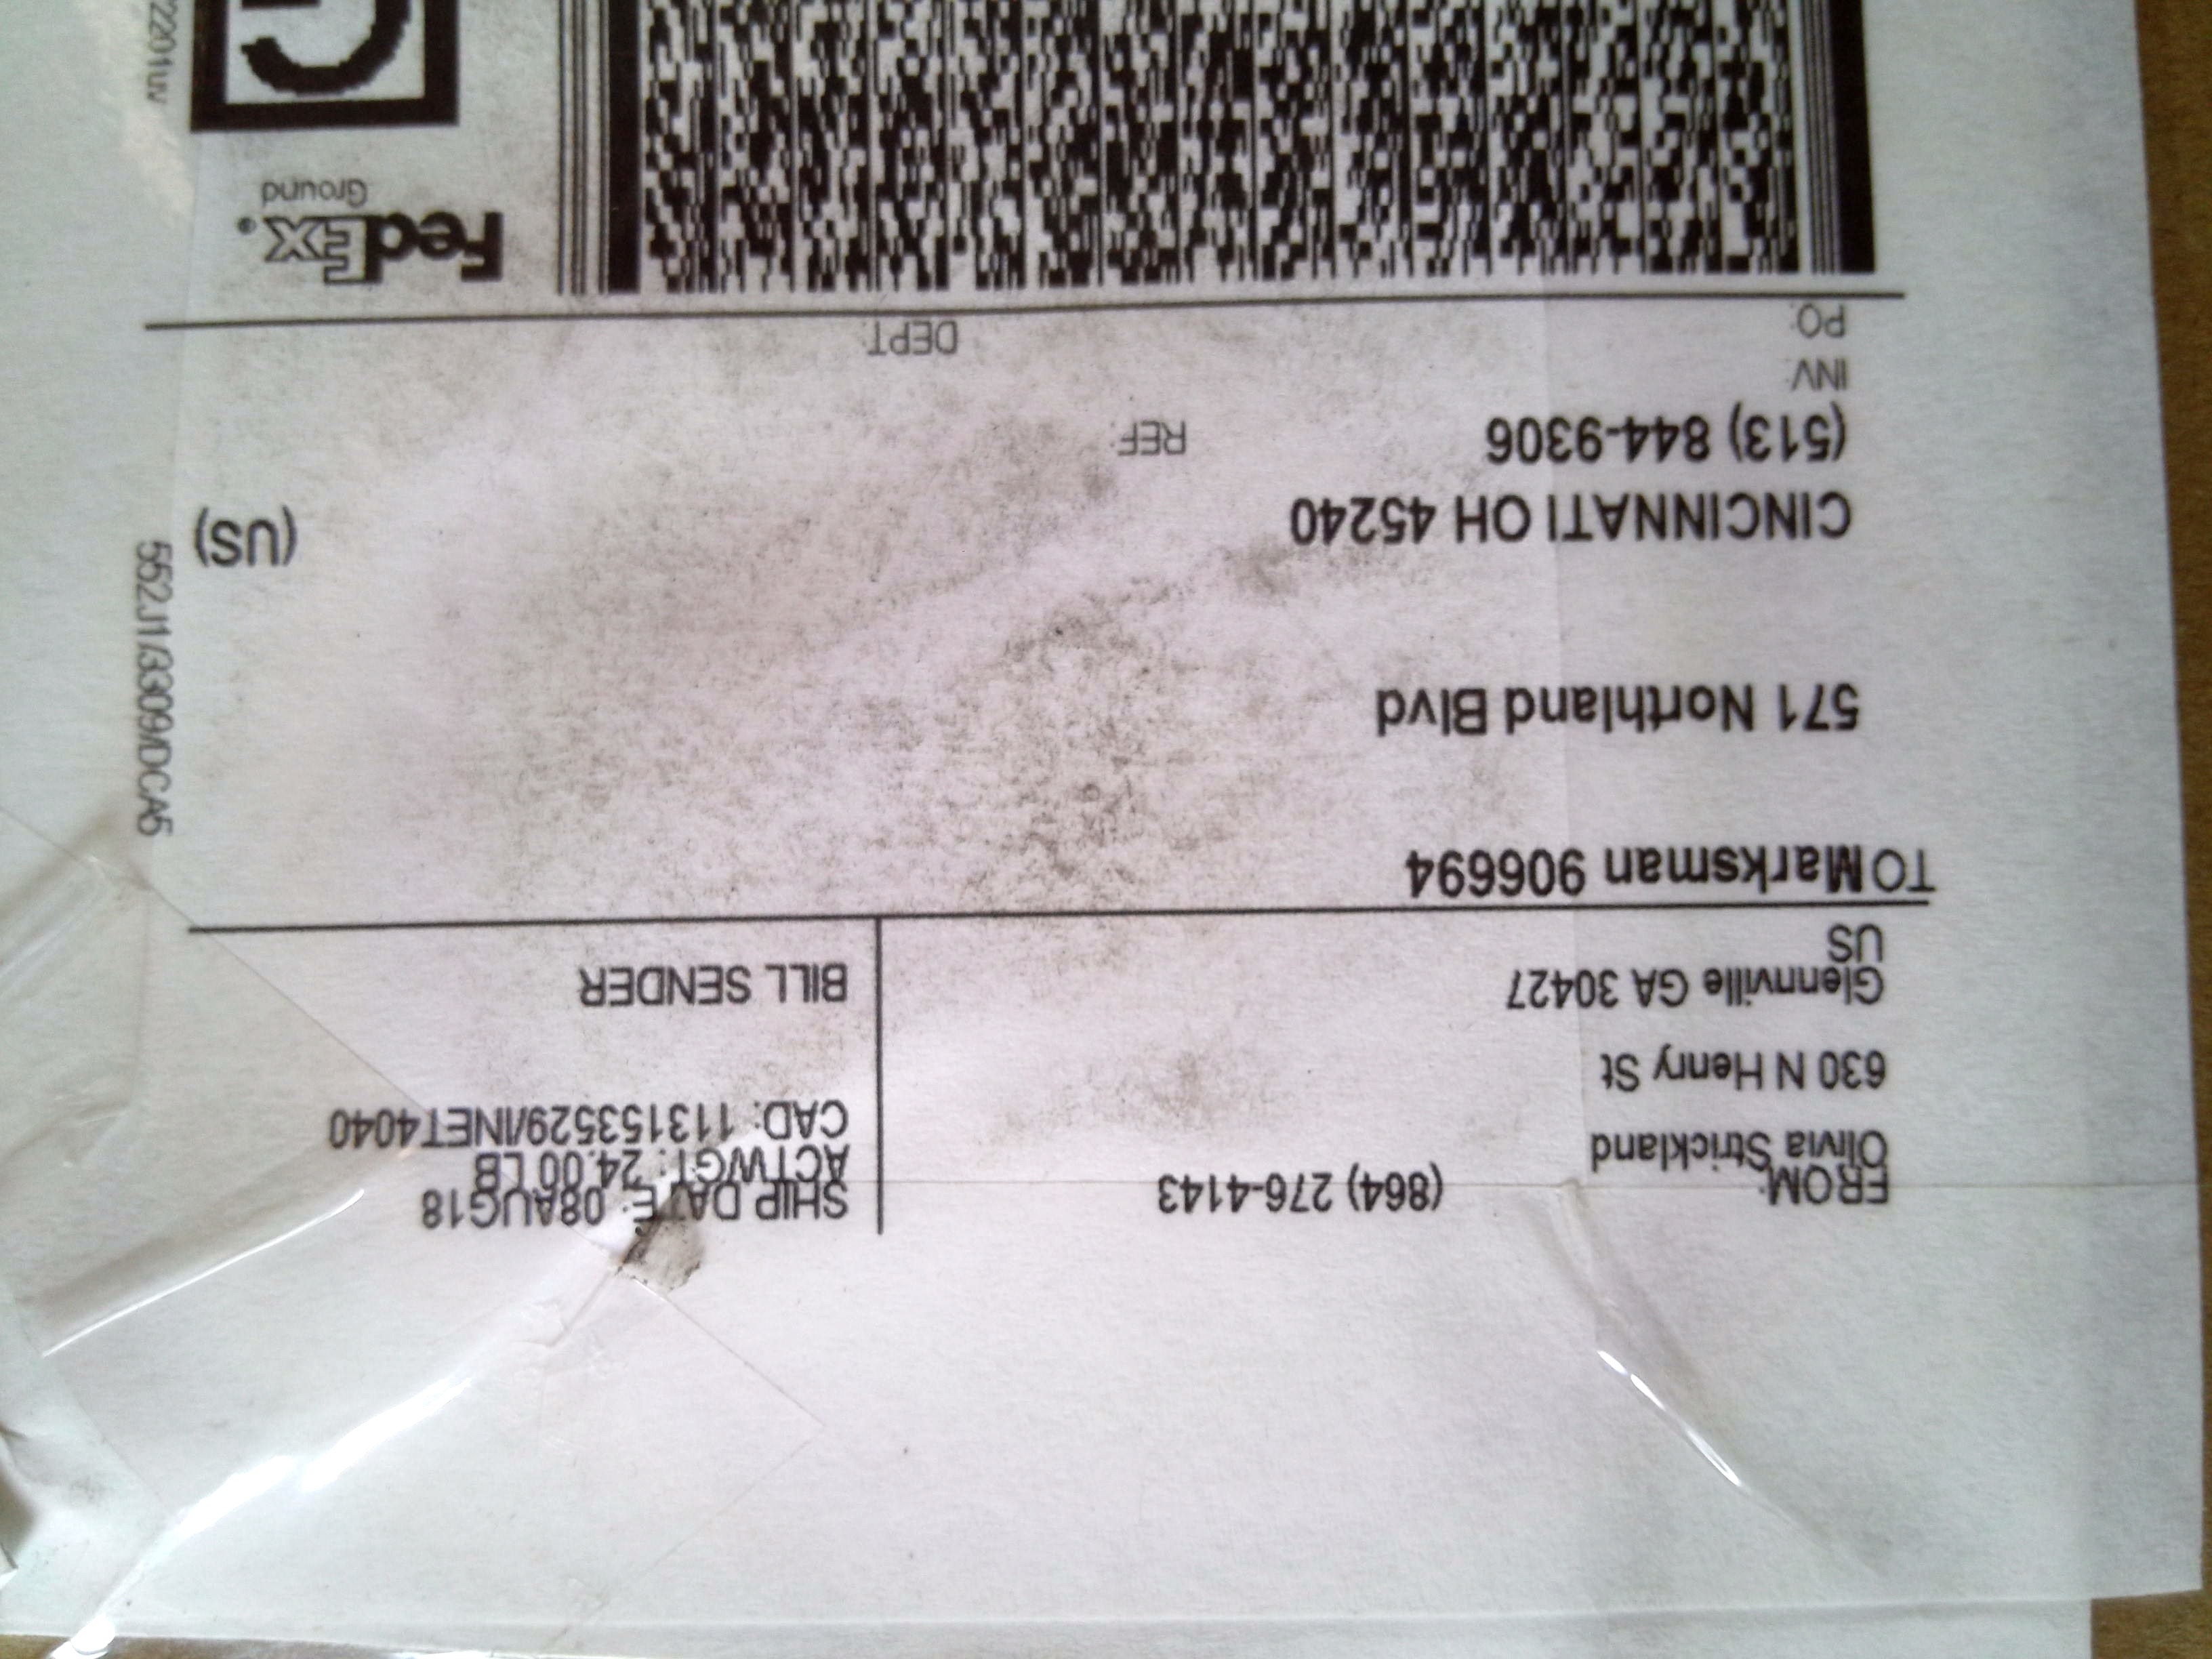 FROM: (864) 276-4143
Olivia Strickland
630 N Henry St
Glennville GA 30427
US
SHIP DATE: 08AUG18
ACTWGT: 24.00 LB
CAD: 113153529/INET4040
BILL SENDER
TO Marksman 906694
571 Northland Blvd
CINCINNATI OH 45240
(US)
(513) 844-9306
REF:
INV:
PO: DEPT:
552J1/3309/DCA5
FedEx®
Ground
G